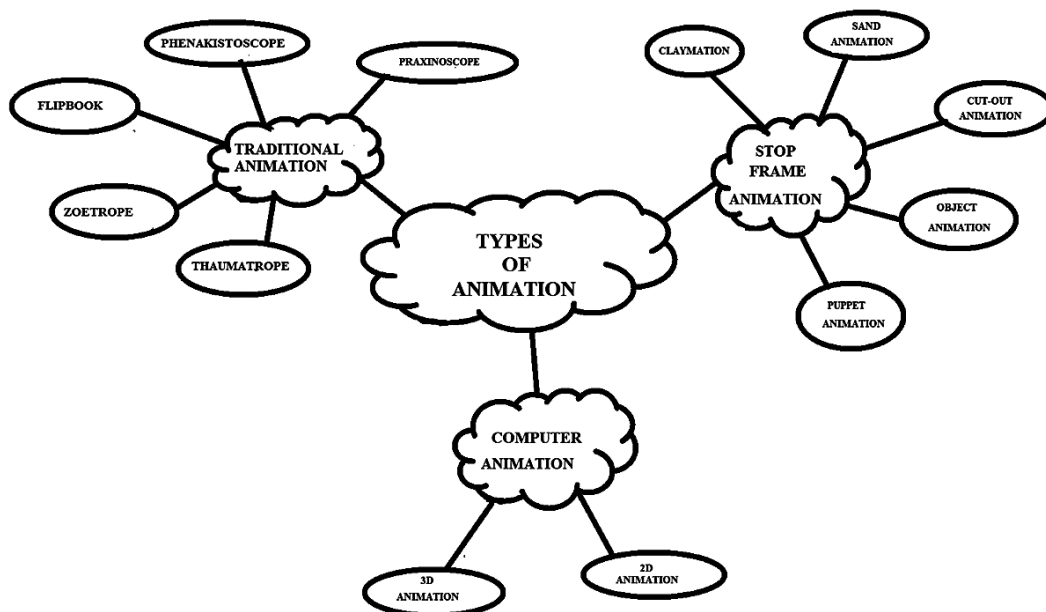 PHENAKISTOSCOPE
PRAXINOSCOPE
FLIPBOOK
TRADITIONAL
ANIMATION
ZOETROPE
THAUMATROPE
CLAYMATION
SAND
ANIMATION
CUT-OUT
ANIMATION
STOP
FRAME
ANIMATION
OBJECT
ANIMATION
PUPPET
ANIMATION
TYPES
OF
ANIMATION
COMPUTER
ANIMATION
3D
ANIMATION
2D
ANIMATION